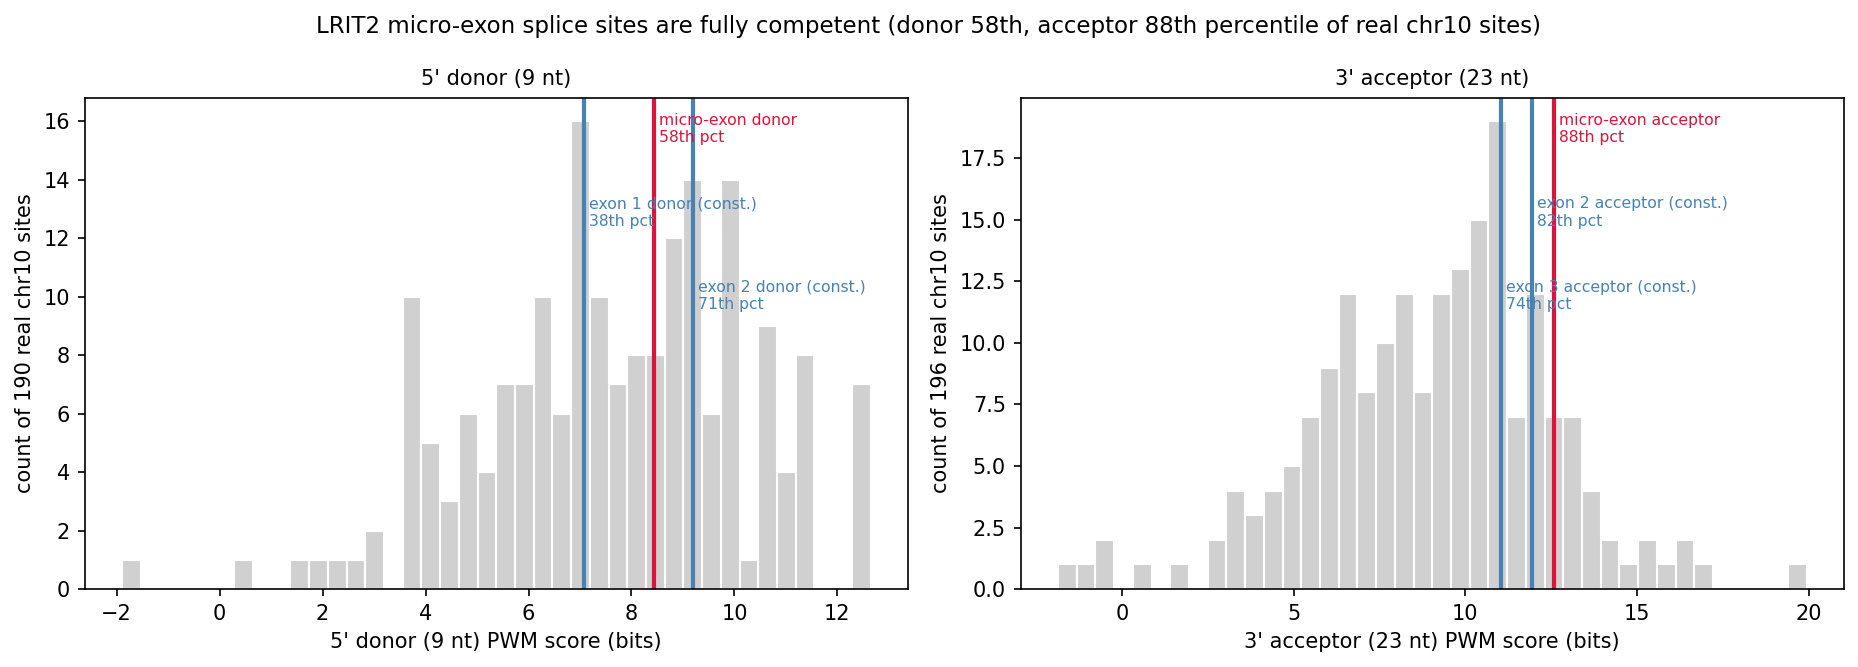 LRIT2 micro-exon splice sites are fully competent (donor 58th, acceptor 88th percentile of real chr10 sites)
5' donor (9 nt)
16
14
12
10
8
6
4
2
0
count of 190 real chr10 sites
micro-exon donor
58th pct
exon 1 donor (const.)
38th pct
exon 2 donor (const.)
71th pct
−2
0
2
4
6
8
10
12
5' donor (9 nt) PWM score (bits)
3' acceptor (23 nt)
17.5
15.0
12.5
10.0
7.5
5.0
2.5
0.0
count of 196 real chr10 sites
micro-exon acceptor
88th pct
exon 2 acceptor (const.)
82th pct
exon 3 acceptor (const.)
74th pct
0
5
10
15
20
3' acceptor (23 nt) PWM score (bits)